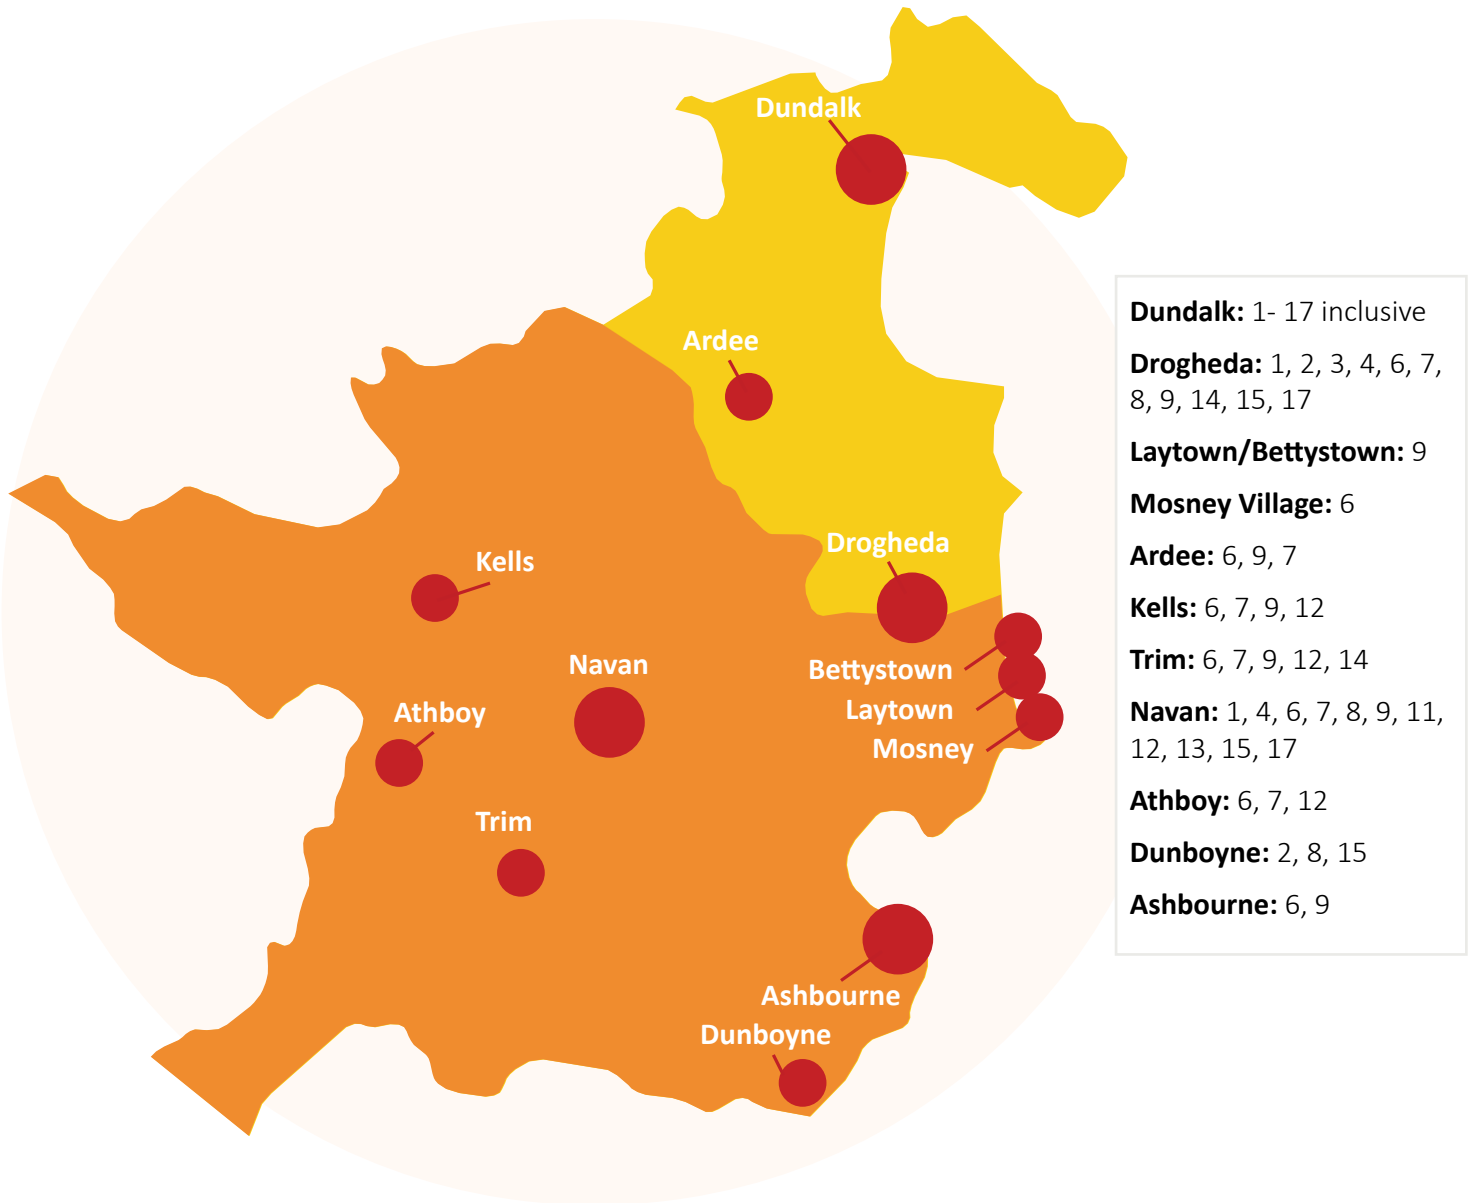 Dundalk
Ardee
Drogheda
Kells
Navan
Bettystown
Laytown
Mosney
Athboy
Trim
Ashbourne
Dunboyne
Dundalk: 1- 17 inclusive
Drogheda: 1, 2, 3, 4, 6, 7,
8, 9, 14, 15, 17
Laytown/Bettystown: 9
Mosney Village: 6
Ardee: 6, 9, 7
Kells: 6, 7, 9, 12
Trim: 6, 7, 9, 12, 14
Navan: 1, 4, 6, 7, 8, 9, 11,
12, 13, 15, 17
Athboy: 6, 7, 12
Dunboyne: 2, 8, 15
Ashbourne: 6, 9